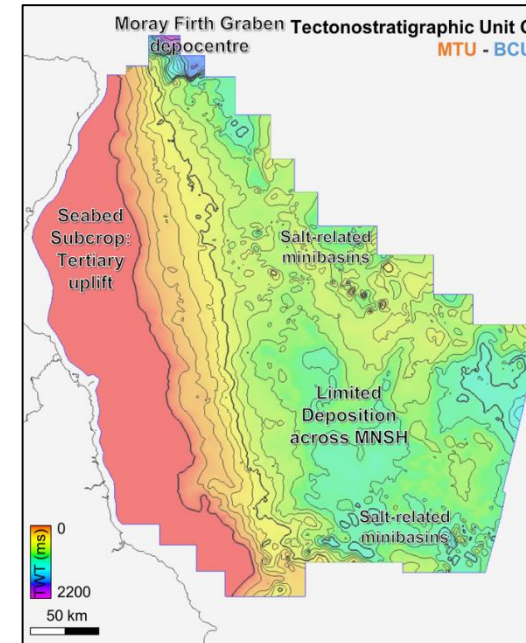 Moray Firth Graben
depocentre
Tectonostratigraphic Unit
MTU - BCU
Seabed
Subcrop:
Tertiary
uplift
Salt-related
minibasins
Limited
Deposition
across MNSH
Salt-related
minibasins
0
TWT (ms)
2200
50 km